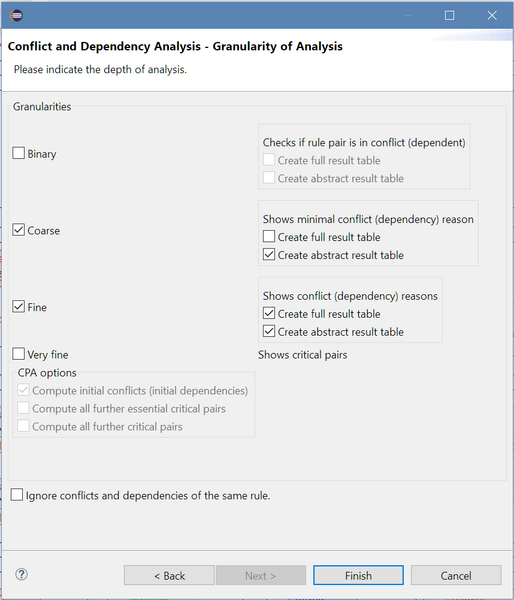 Conflict and Dependency Analysis - Granularity of Analysis
Please indicate the depth of analysis.
Granularities
Checks if rule pair is in conflict (dependent)
Binary
Create full result table
Create abstract result table
Shows minimal conflict (dependency) reason
Coarse
Create full result table
Create abstract result table
Shows conflict (dependency) reasons
Fine
Create full result table
Create abstract result table
Very fine
Shows critical pairs
CPA options
Compute initial conflicts (initial dependencies)
Compute all further essential critical pairs
Compute all further critical pairs
Ignore conflicts and dependencies of the same rule.
? < Back Next > Finish Cancel